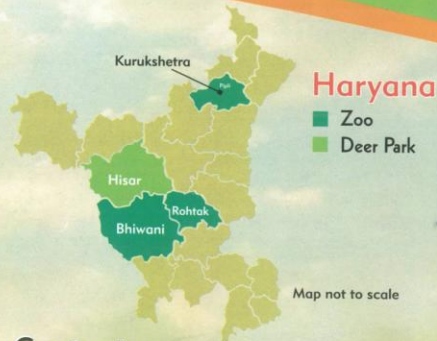 Kurukshetra
Haryana
Zoo
Deer Park
Hisar
Rohtak
Bhiwani
Map not to scale